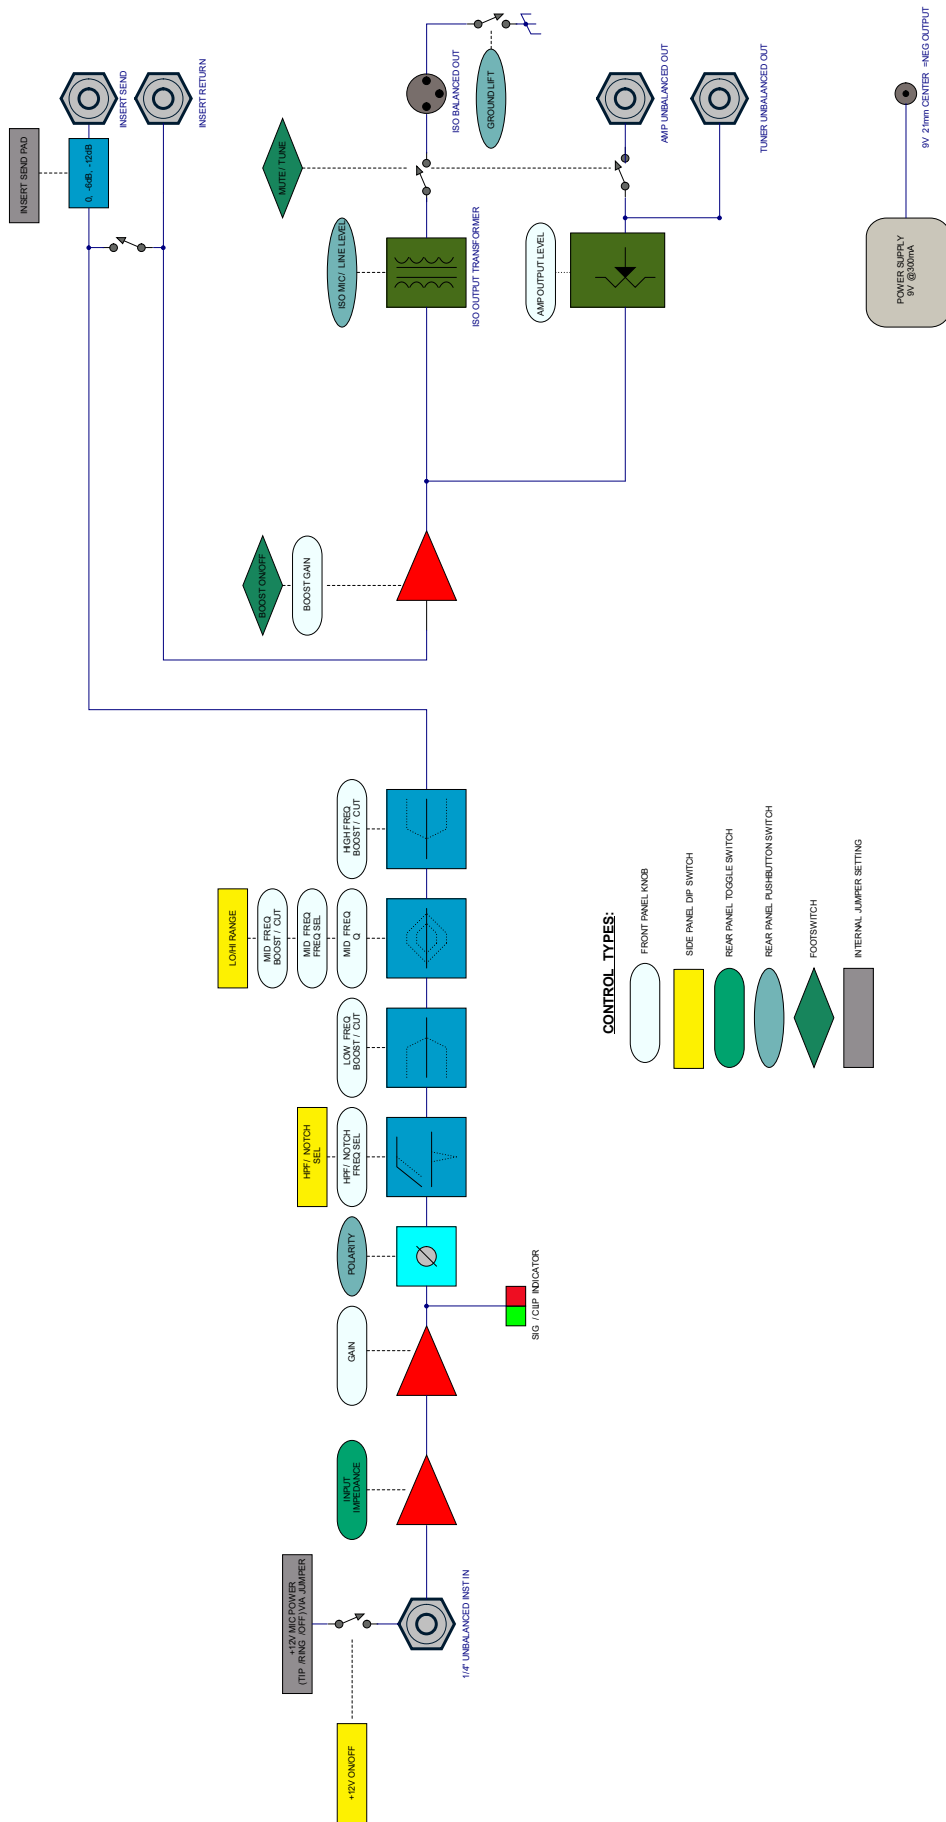 +12V ON/OFF
+12V MIC POWER
(TIP /RING /OFF) VIA JUMPER
1/4" UNBALANCED INST IN
INPUT
IMPEDANCE
GAIN
SIG / CLIP INDICATOR
POLARITY
HPF/ NOTCH
SEL
HPF/ NOTCH
FREQ SEL
LOW FREQ
BOOST / CUT
LO/HI RANGE
MID FREQ
BOOST / CUT
MID FREQ
FREQ SEL
MID FREQ
Q
HIGH FREQ
BOOST / CUT
BOOST ON/OFF
BOOST GAIN
INSERT SEND PAD
0, -6dB, -12dB
INSERT SEND
INSERT RETURN
MUTE / TUNE
ISO MIC / LINE LEVEL
ISO OUTPUT TRANSFORMER
ISO BALANCED OUT
GROUND LIFT
AMP OUTPUT LEVEL
AMP UNBALANCED OUT
TUNER UNBALANCED OUT
POWER SUPPLY
9V @300mA
9V 21mm CENTER =NEG OUTPUT
CONTROL TYPES:
FRONT PANEL KNOB
SIDE PANEL DIP SWITCH
REAR PANEL TOGGLE SWITCH
REAR PANEL PUSHBUTTON SWITCH
FOOTSWITCH
INTERNAL JUMPER SETTING